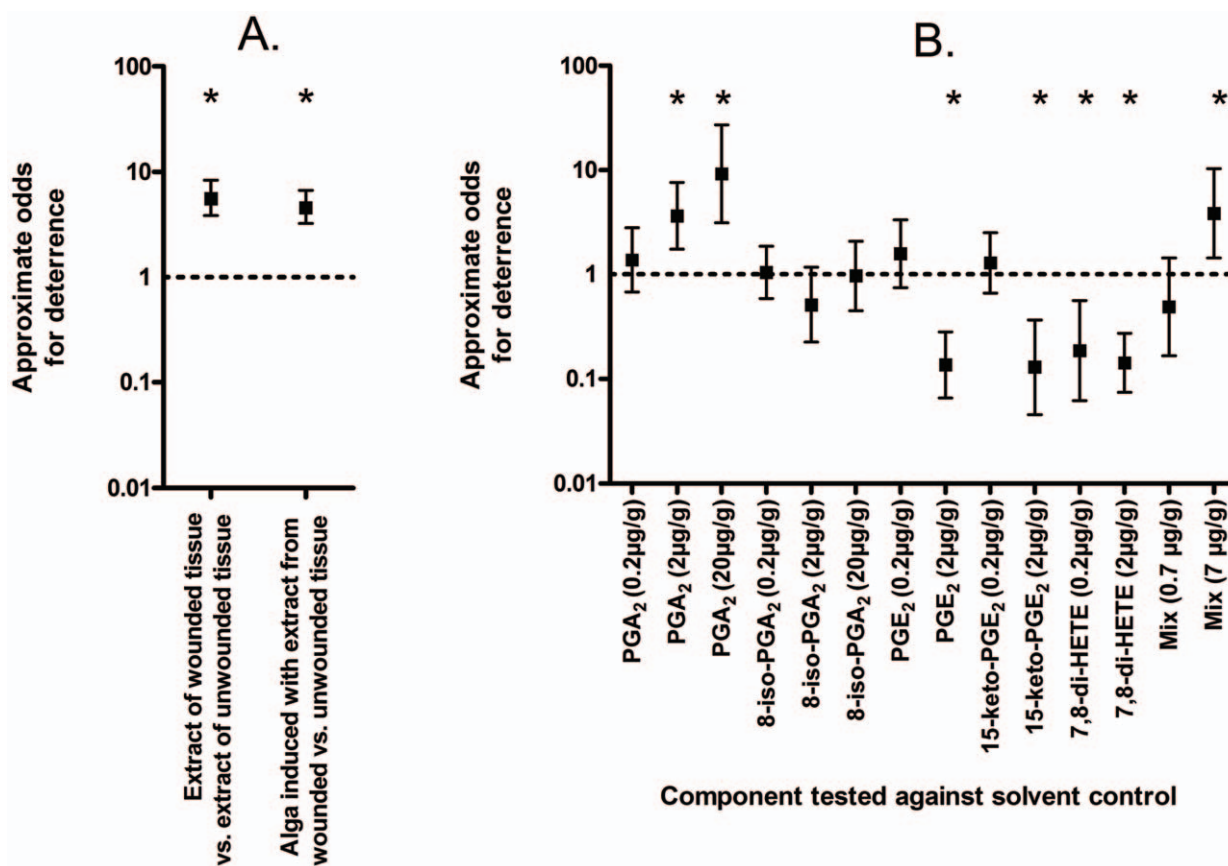 A.
100
10
1
0.1
0.01
Approximate odds
for deterrence
*
*
Extract of wounded tissue
vs. extract of unwounded tissue
Alga induced with extract from
wounded vs. unwounded tissue
B.
100
10
1
0.1
0.01
Approximate odds
for deterrence
*
*
*
*
*
*
*
PGA₂ (0.2µg/g)
PGA₂ (2µg/g)
PGA₂ (20µg/g)
8-iso-PGA₂ (0.2µg/g)
8-iso-PGA₂ (2µg/g)
8-iso-PGA₂ (20µg/g)
PGE₂ (0.2µg/g)
PGE₂ (2µg/g)
15-keto-PGE₂ (0.2µg/g)
15-keto-PGE₂ (2µg/g)
7,8-di-HETE (0.2µg/g)
7,8-di-HETE (2µg/g)
Mix (0.7 µg/g)
Mix (7 µg/g)
Component tested against solvent control